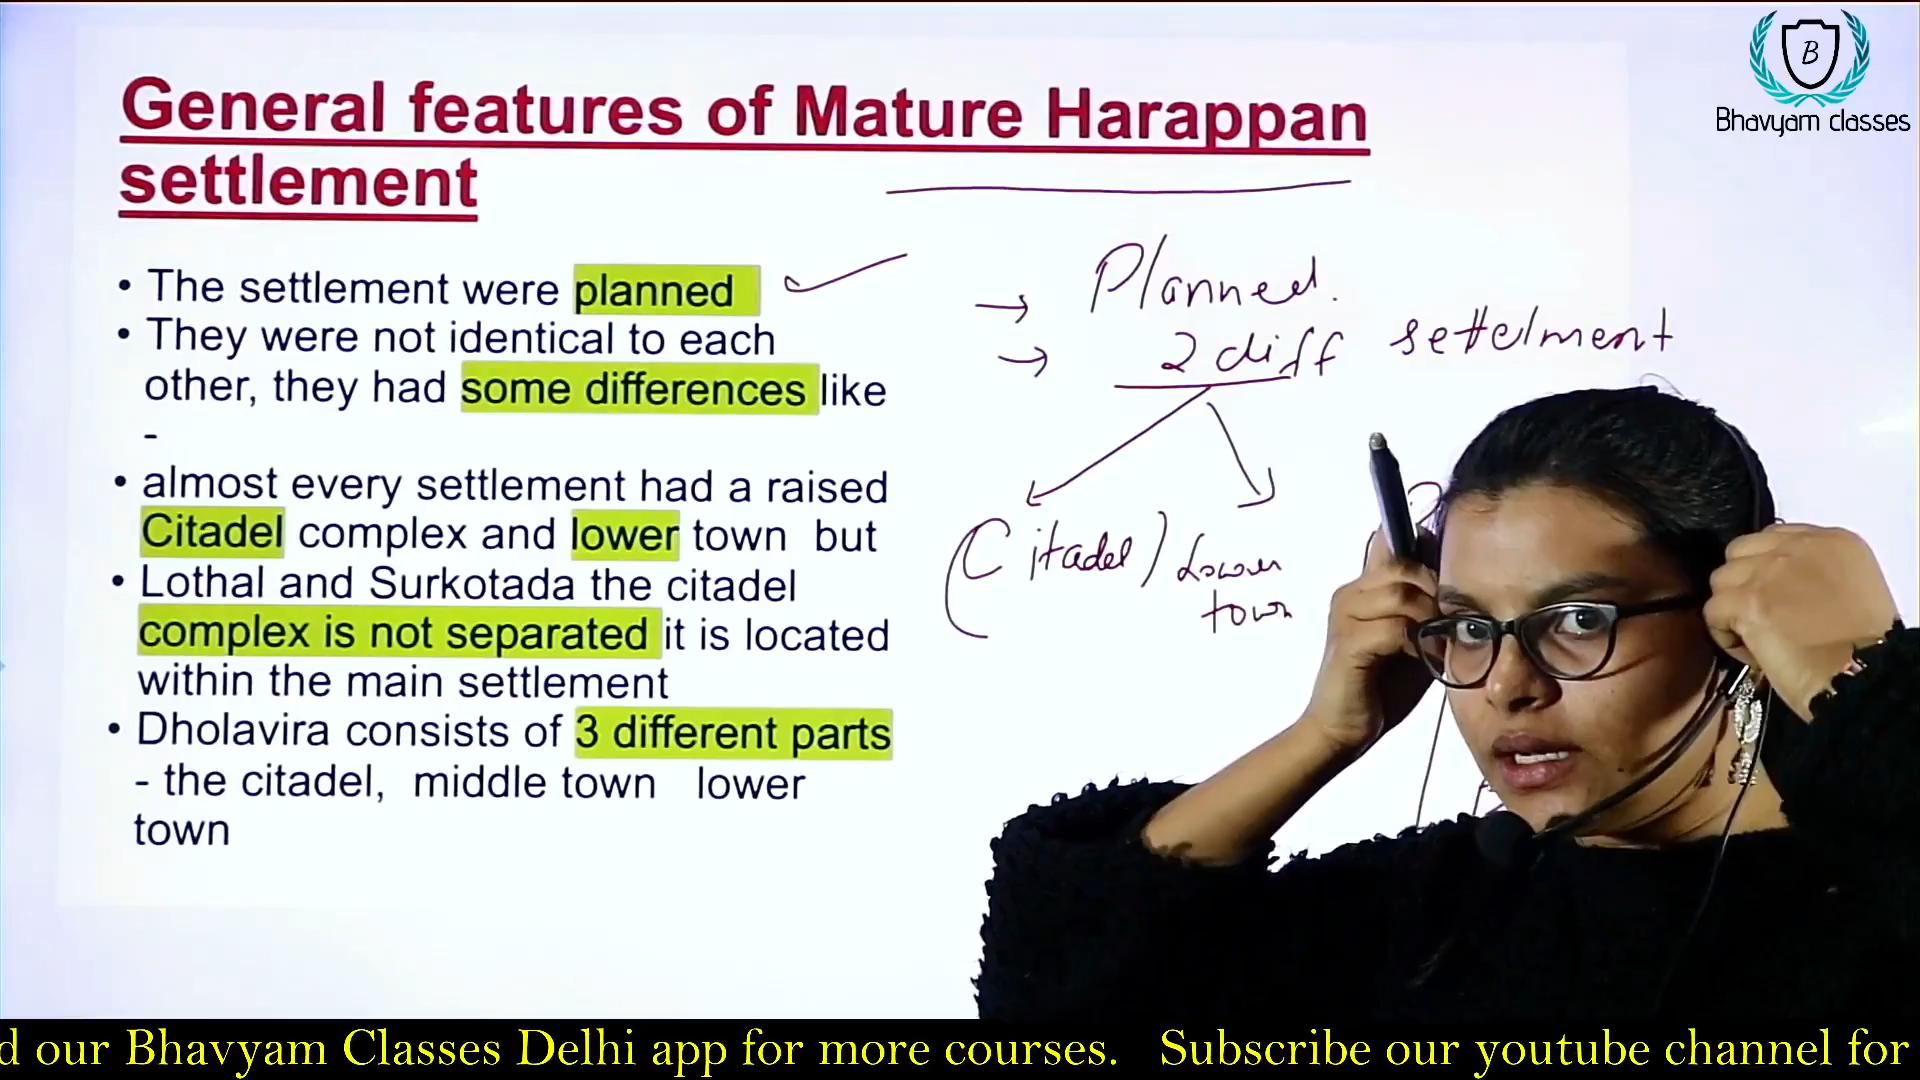 B
Bhavyam classes
General features of Mature Harappan
settlement
• The settlement were planned
• They were not identical to each
other, they had some differences like
-
• almost every settlement had a raised
Citadel complex and lower town but
• Lothal and Surkotada the citadel
complex is not separated it is located
within the main settlement
• Dholavira consists of 3 different parts
- the citadel, middle town lower
town
→ Planned.
→ 2 diff settelment
(Citadel) Lower
town
d our Bhavyam Classes Delhi app for more courses. Subscribe our youtube channel for